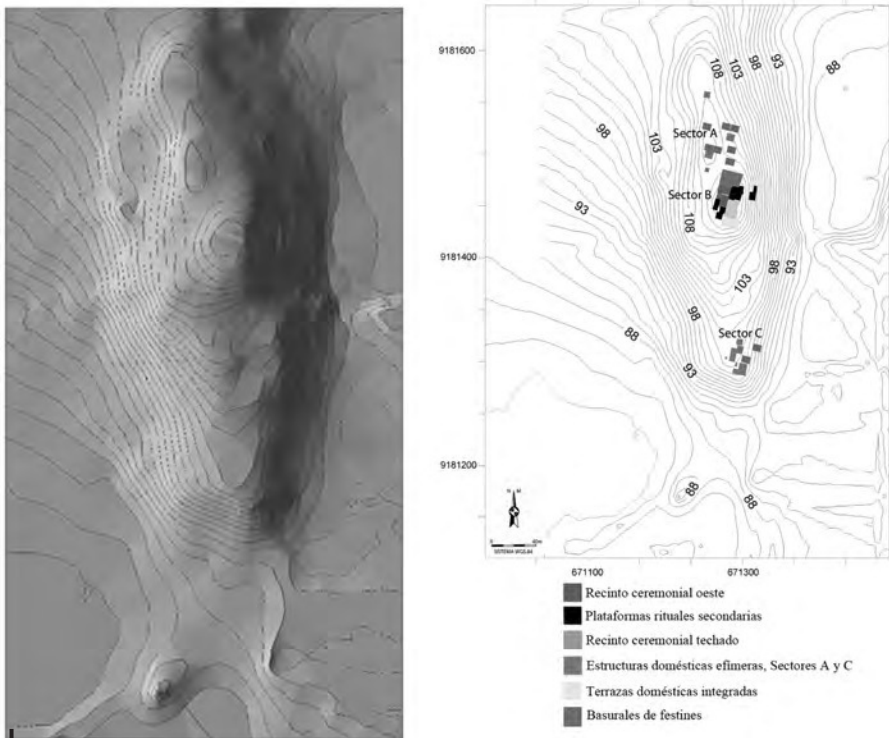 9181600
108
103
98
93
88
98
Sector A
103
93
Sector B
108
9181400
98
93
103
98
88
Sector C
93
9181200
88
88
671100
671300
Recinto ceremonial oeste
Plataformas rituales secundarias
Recinto ceremonial techado
Estructuras domésticas efímeras, Sectores A y C
Terrazas domésticas integradas
Basurales de festines